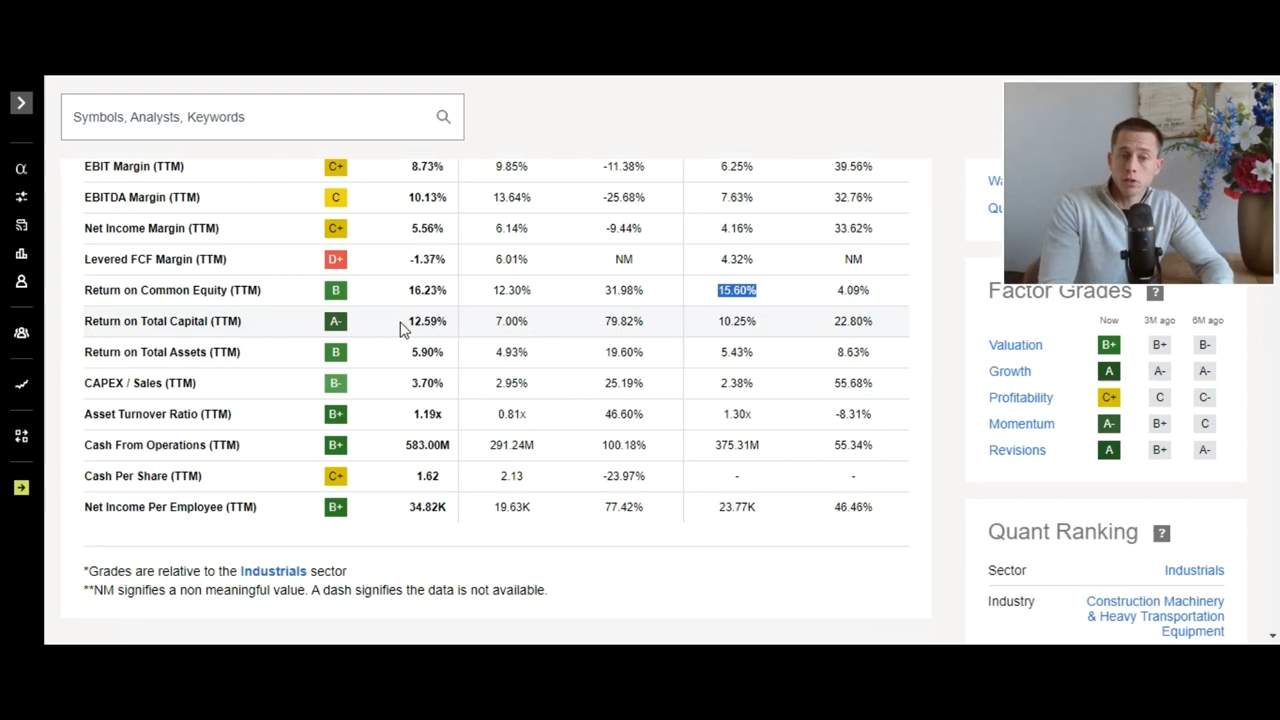 Symbols, Analysts, Keywords
EBIT Margin (TTM) C+ 8.73% 9.85% -11.38% 6.25% 39.56%
EBITDA Margin (TTM) C 10.13% 13.64% -25.68% 7.63% 32.76%
Net Income Margin (TTM) C+ 5.56% 6.14% -9.44% 4.16% 33.62%
Levered FCF Margin (TTM) D+ -1.37% 6.01% NM 4.32% NM
Return on Common Equity (TTM) B 16.23% 12.30% 31.98% 15.60% 4.09%
Return on Total Capital (TTM) A- 12.59% 7.00% 79.82% 10.25% 22.80%
Return on Total Assets (TTM) B 5.90% 4.93% 19.60% 5.43% 8.63%
CAPEX / Sales (TTM) B- 3.70% 2.95% 25.19% 2.38% 55.68%
Asset Turnover Ratio (TTM) B+ 1.19x 0.81x 46.60% 1.30x -8.31%
Cash From Operations (TTM) B+ 583.00M 291.24M 100.18% 375.31M 55.34%
Cash Per Share (TTM) C+ 1.62 2.13 -23.97% - -
Net Income Per Employee (TTM) B+ 34.82K 19.63K 77.42% 23.77K 46.46%
*Grades are relative to the Industrials sector
**NM signifies a non meaningful value. A dash signifies the data is not available.
Factor Grades ?
Now 3M ago 6M ago
Valuation B+ B+ B-
Growth A A- A-
Profitability C+ C C-
Momentum A- B+ C
Revisions A B+ A-
Quant Ranking ?
Sector Industrials
Industry Construction Machinery
& Heavy Transportation
Equipment